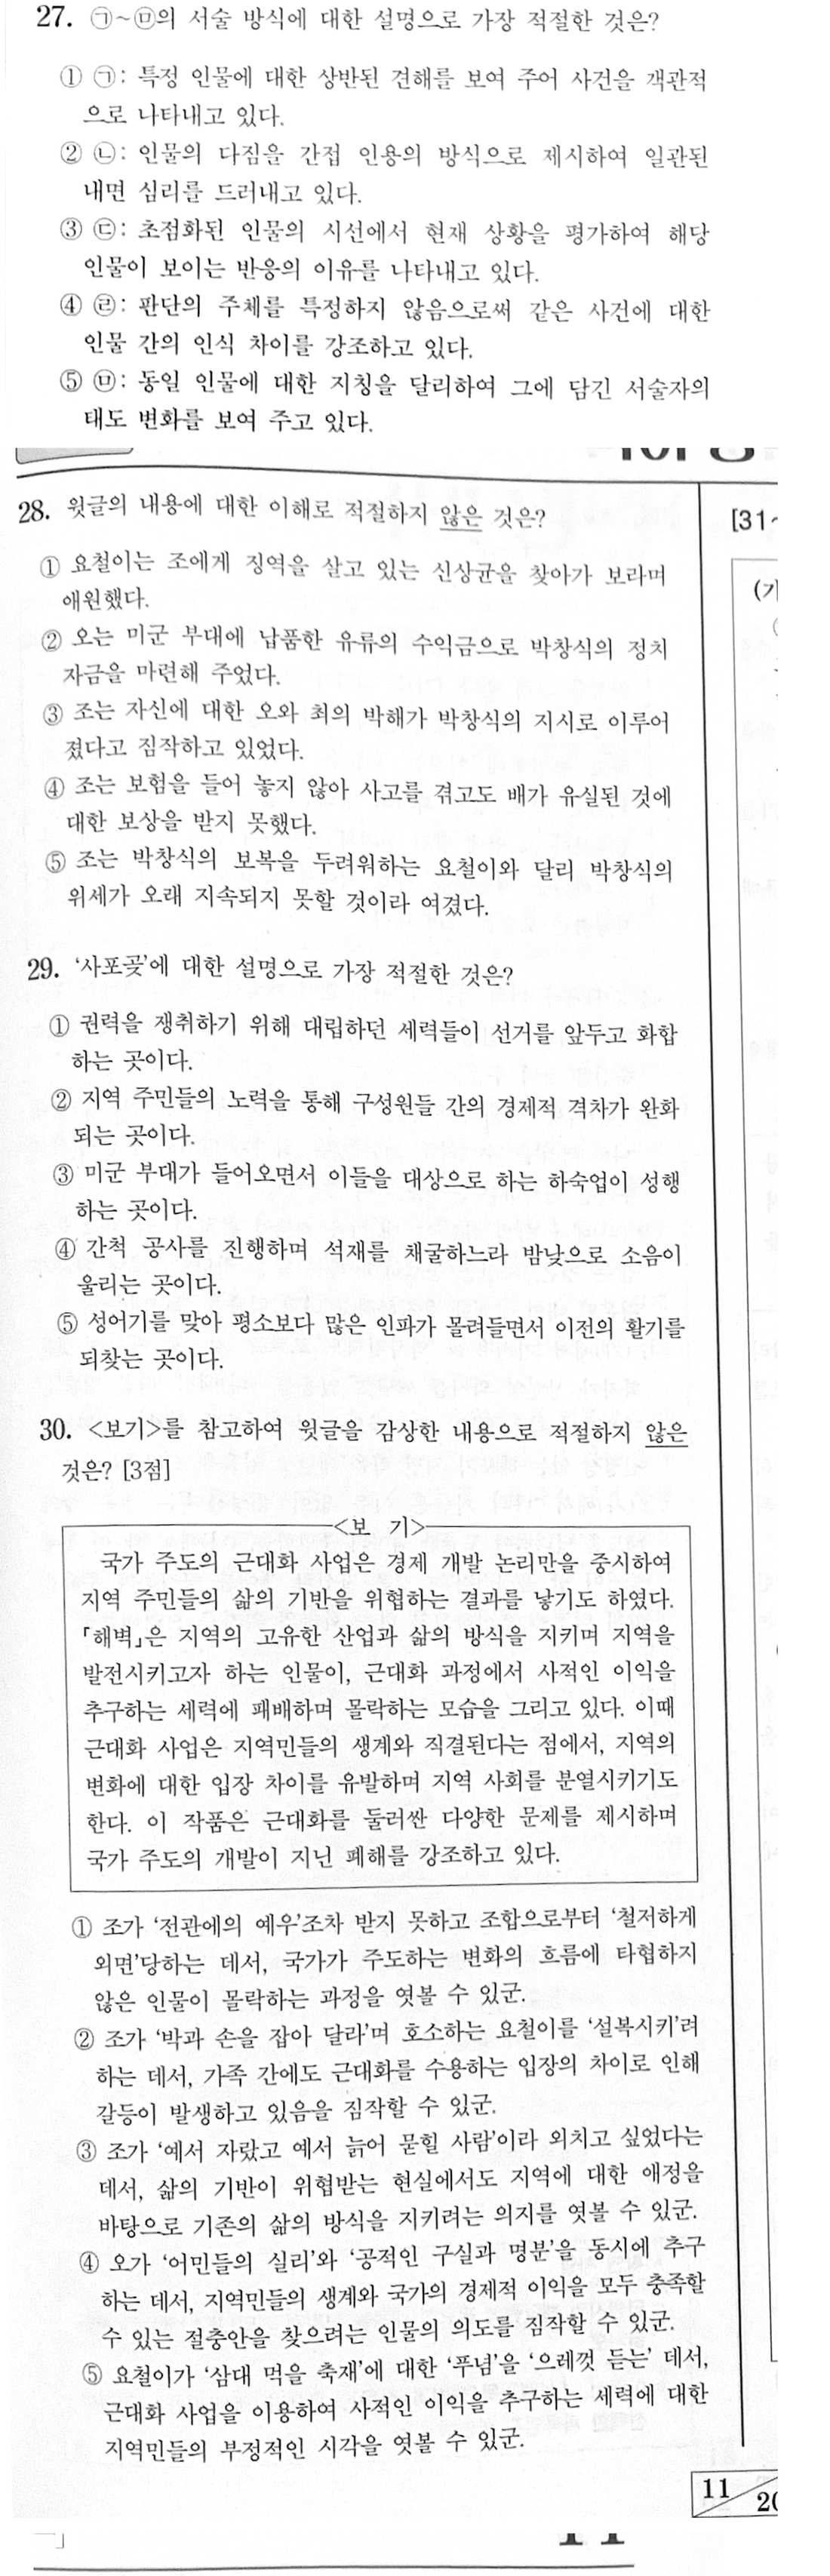 27. ㉠~㉤의 서술 방식에 대한 설명으로 가장 적절한 것은?
① ㉠: 특정 인물에 대한 상반된 견해를 보여 주어 사건을 객관적
으로 나타내고 있다.
② ㉡: 인물의 다짐을 간접 인용의 방식으로 제시하여 일관된
내면 심리를 드러내고 있다.
③ ㉢: 초점화된 인물의 시선에서 현재 상황을 평가하여 해당
인물이 보이는 반응의 이유를 나타내고 있다.
④ ㉣: 판단의 주체를 특정하지 않음으로써 같은 사건에 대한
인물 간의 인식 차이를 강조하고 있다.
⑤ ㉤: 동일 인물에 대한 지칭을 달리하여 그에 담긴 서술자의
태도 변화를 보여 주고 있다.
28. 윗글의 내용에 대한 이해로 적절하지 않은 것은?
① 요철이는 조에게 징역을 살고 있는 신상균을 찾아가 보라며
애원했다.
② 오는 미군 부대에 납품한 유류의 수익금으로 박창식의 정치
자금을 마련해 주었다.
③ 조는 자신에 대한 오와 최의 박해가 박창식의 지시로 이루어
졌다고 짐작하고 있었다.
④ 조는 보험을 들어 놓지 않아 사고를 겪고도 배가 유실된 것에
대한 보상을 받지 못했다.
⑤ 조는 박창식의 보복을 두려워하는 요철이와 달리 박창식의
위세가 오래 지속되지 못할 것이라 여겼다.
29. '사포곶'에 대한 설명으로 가장 적절한 것은?
① 권력을 쟁취하기 위해 대립하던 세력들이 선거를 앞두고 화합
하는 곳이다.
② 지역 주민들의 노력을 통해 구성원들 간의 경제적 격차가 완화
되는 곳이다.
③ 미군 부대가 들어오면서 이들을 대상으로 하는 하숙업이 성행
하는 곳이다.
④ 간척 공사를 진행하며 석재를 채굴하느라 밤낮으로 소음이
울리는 곳이다.
⑤ 성어기를 맞아 평소보다 많은 인파가 몰려들면서 이전의 활기를
되찾는 곳이다.
30. <보기>를 참고하여 윗글을 감상한 내용으로 적절하지 않은
것은? [3점]
<보 기>
국가 주도의 근대화 사업은 경제 개발 논리만을 중시하여
지역 주민들의 삶의 기반을 위협하는 결과를 낳기도 하였다.
「해벽」은 지역의 고유한 산업과 삶의 방식을 지키며 지역을
발전시키고자 하는 인물이, 근대화 과정에서 사적인 이익을
추구하는 세력에 패배하며 몰락하는 모습을 그리고 있다. 이때
근대화 사업은 지역민들의 생계와 직결된다는 점에서, 지역의
변화에 대한 입장 차이를 유발하며 지역 사회를 분열시키기도
한다. 이 작품은 근대화를 둘러싼 다양한 문제를 제시하며
국가 주도의 개발이 지닌 폐해를 강조하고 있다.
① 조가 '전관에의 예우'조차 받지 못하고 조합으로부터 '철저하게
외면'당하는 데서, 국가가 주도하는 변화의 흐름에 타협하지
않은 인물이 몰락하는 과정을 엿볼 수 있군.
② 조가 '박과 손을 잡아 달라'며 호소하는 요철이를 '설복시키'려
하는 데서, 가족 간에도 근대화를 수용하는 입장의 차이로 인해
갈등이 발생하고 있음을 짐작할 수 있군.
③ 조가 '예서 자랐고 예서 늙어 묻힐 사람'이라 외치고 싶었다는
데서, 삶의 기반이 위협받는 현실에서도 지역에 대한 애정을
바탕으로 기존의 삶의 방식을 지키려는 의지를 엿볼 수 있군.
④ 오가 '어민들의 실리'와 '공적인 구실과 명분'을 동시에 추구
하는 데서, 지역민들의 생계와 국가의 경제적 이익을 모두 충족할
수 있는 절충안을 찾으려는 인물의 의도를 짐작할 수 있군.
⑤ 요철이가 '삼대 먹을 축재'에 대한 '푸념'을 '으레껏 듣는' 데서,
근대화 사업을 이용하여 사적인 이익을 추구하는 세력에 대한
지역민들의 부정적인 시각을 엿볼 수 있군.
[31~
(가
11